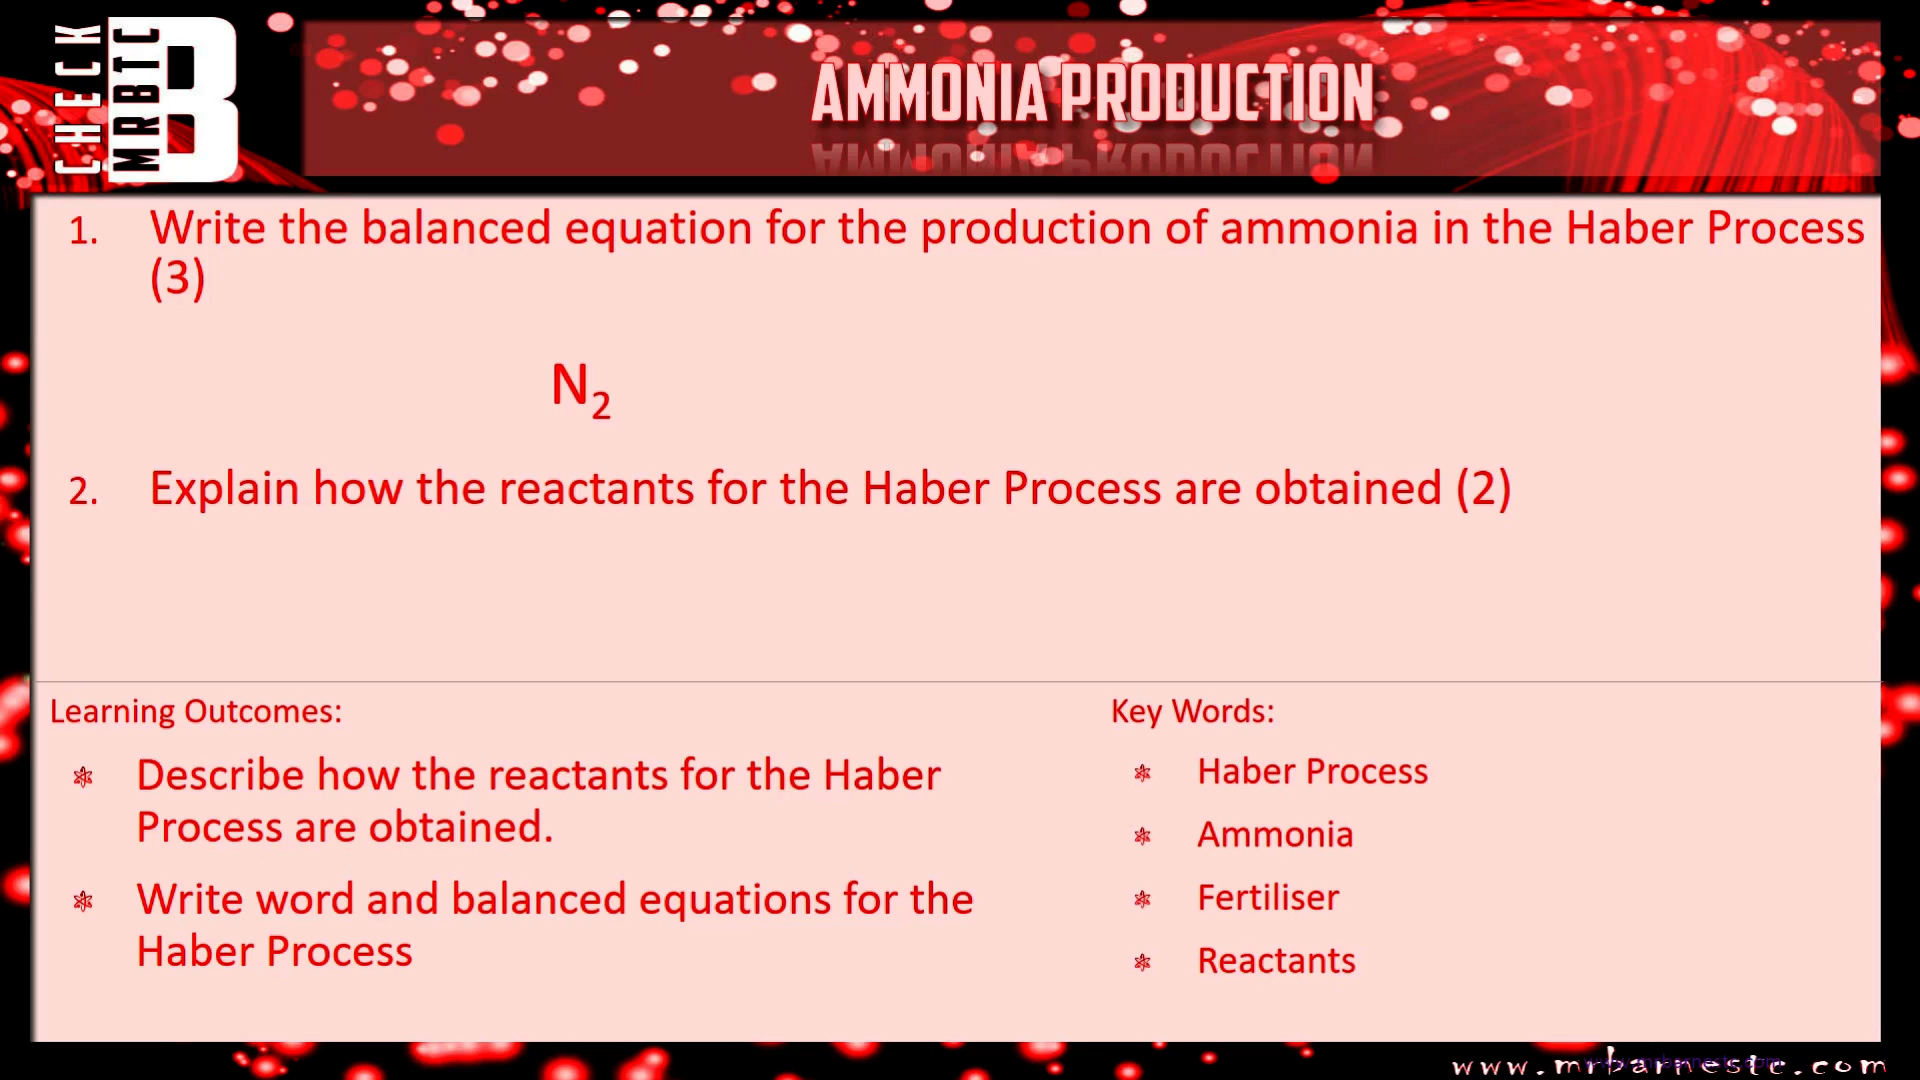 CHECK
MRBTC
B
AMMONIA PRODUCTION
1. Write the balanced equation for the production of ammonia in the Haber Process
(3)
N₂
2. Explain how the reactants for the Haber Process are obtained (2)
Learning Outcomes:
Describe how the reactants for the Haber
Process are obtained.
Write word and balanced equations for the
Haber Process
Key Words:
Haber Process
Ammonia
Fertiliser
Reactants
www.mrbarnestc.com